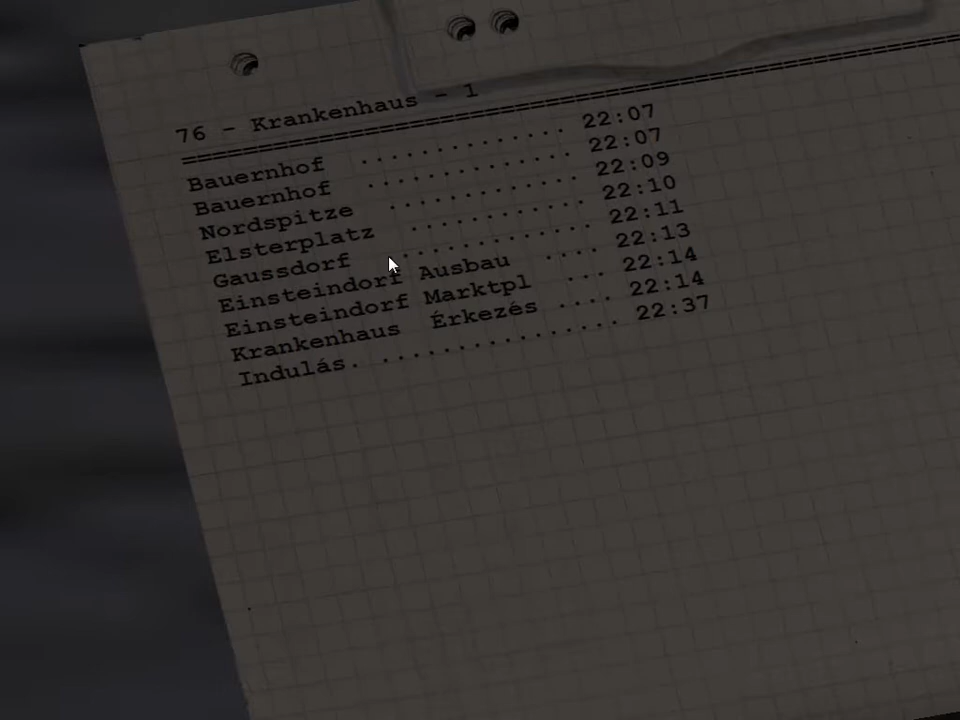 76 - Krankenhaus - 1
=================================================
Bauernhof ............. 22:07
Bauernhof ............. 22:07
Nordspitze ............ 22:09
Elsterplatz ........... 22:10
Gaussdorf ............ 22:11
Einsteindorf Ausbau .... 22:13
Einsteindorf Marktpl ... 22:14
Krankenhaus Érkezés .... 22:14
Indulás. ............... 22:37